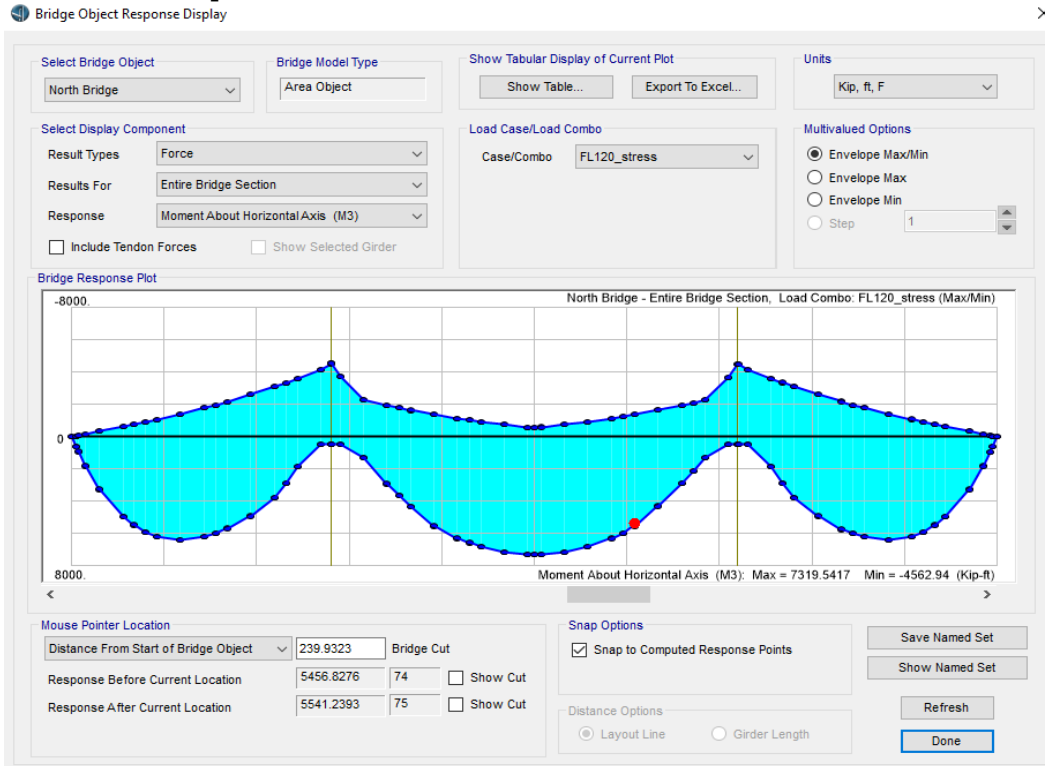 Bridge Object Response Display
Select Bridge Object
North Bridge
Bridge Model Type
Area Object
Show Tabular Display of Current Plot
Show Table...
Export To Excel...
Units
Kip, ft, F
Select Display Component
Result Types
Force
Results For
Entire Bridge Section
Response
Moment About Horizontal Axis (M3)
Include Tendon Forces
Show Selected Girder
Load Case/Load Combo
Case/Combo
FL120_stress
Multivalued Options
Envelope Max/Min
Envelope Max
Envelope Min
Step
1
Bridge Response Plot
-8000.
North Bridge - Entire Bridge Section, Load Combo: FL120_stress (Max/Min)
0
8000.
Moment About Horizontal Axis (M3): Max = 7319.5417 Min = -4562.94 (Kip-ft)
Mouse Pointer Location
Distance From Start of Bridge Object
239.9323
Bridge Cut
Response Before Current Location
5456.8276
74
Show Cut
Response After Current Location
5541.2393
75
Show Cut
Snap Options
Snap to Computed Response Points
Distance Options
Layout Line
Girder Length
Save Named Set
Show Named Set
Refresh
Done